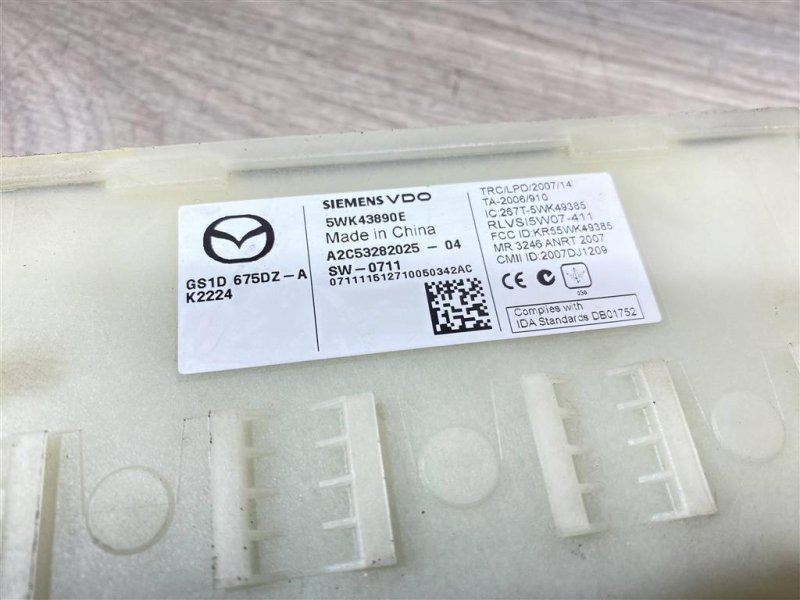 GS1D 675DZ-A
K2224
SIEMENS VDO
5WK43890E
Made in China
A2C53282025 - 04
SW-0711
071111512710050342AC
TRC/LPD/2007/14
TA-2006/910
IC:267T-5WK49385
RLVSI5W07-411
FCC ID:KR55WK49385
MR 3246 ANRT 2007
CMII ID:2007DJ1209
CE
Complies with
IDA Standards DB01752